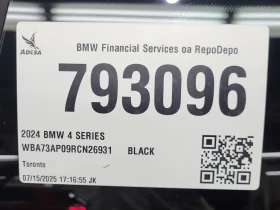 ADESA
BMW Financial Services oa RepoDepo
793096
2024 BMW 4 SERIES
WBA73AP09RCN26931 BLACK
Toronto
07/15/2025 17:16:55 JK